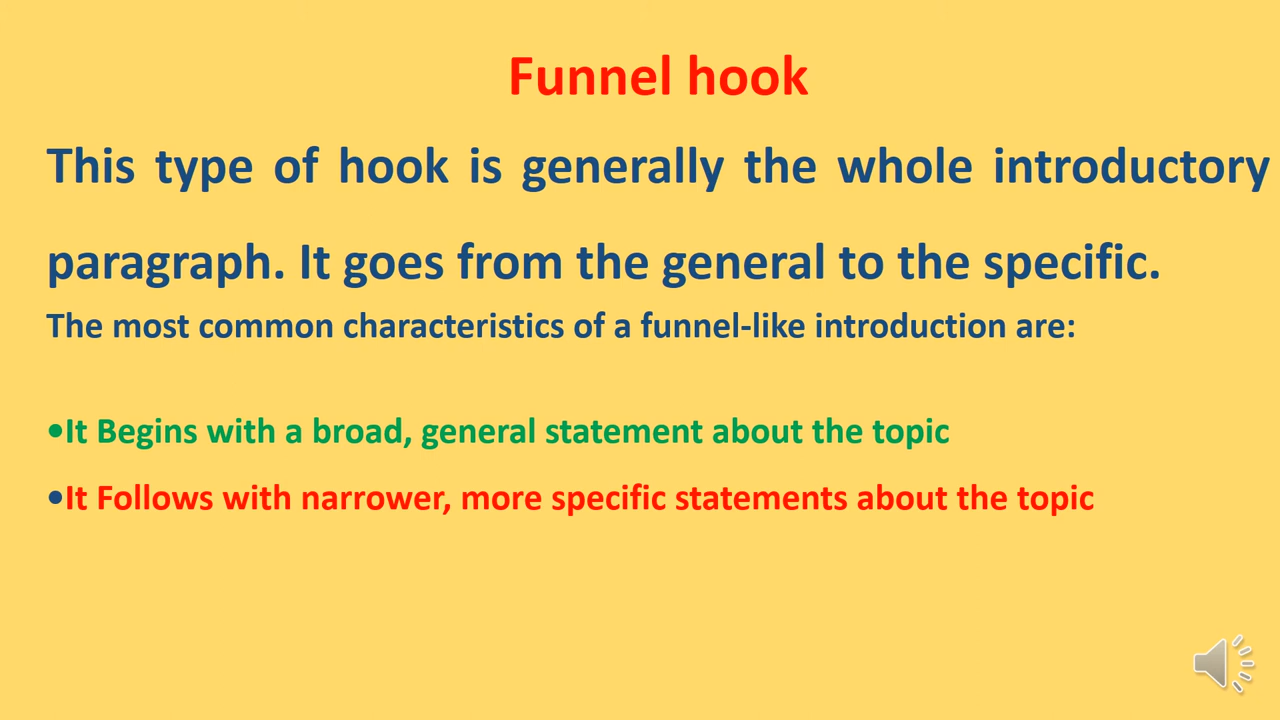 Funnel hook
This type of hook is generally the whole introductory
paragraph. It goes from the general to the specific.
The most common characteristics of a funnel-like introduction are:
•It Begins with a broad, general statement about the topic
•It Follows with narrower, more specific statements about the topic